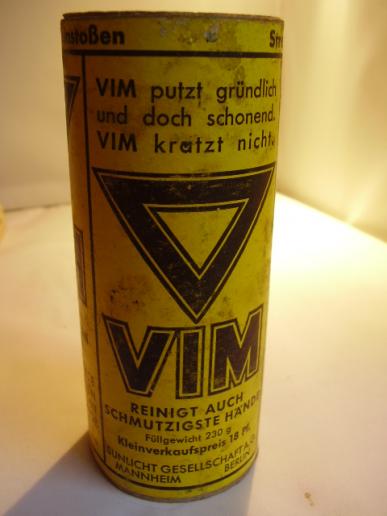 nstoßen
VIM putzt gründlich
und doch schonend.
VIM kratzt nicht.
VIM
REINIGT AUCH
SCHMUTZIGSTE HÄNDE
Füllgewicht 230 g
Kleinverkaufspreis 18 Pf.
SUNLICHT GESELLSCHAFT A.G.
MANNHEIM BERLIN